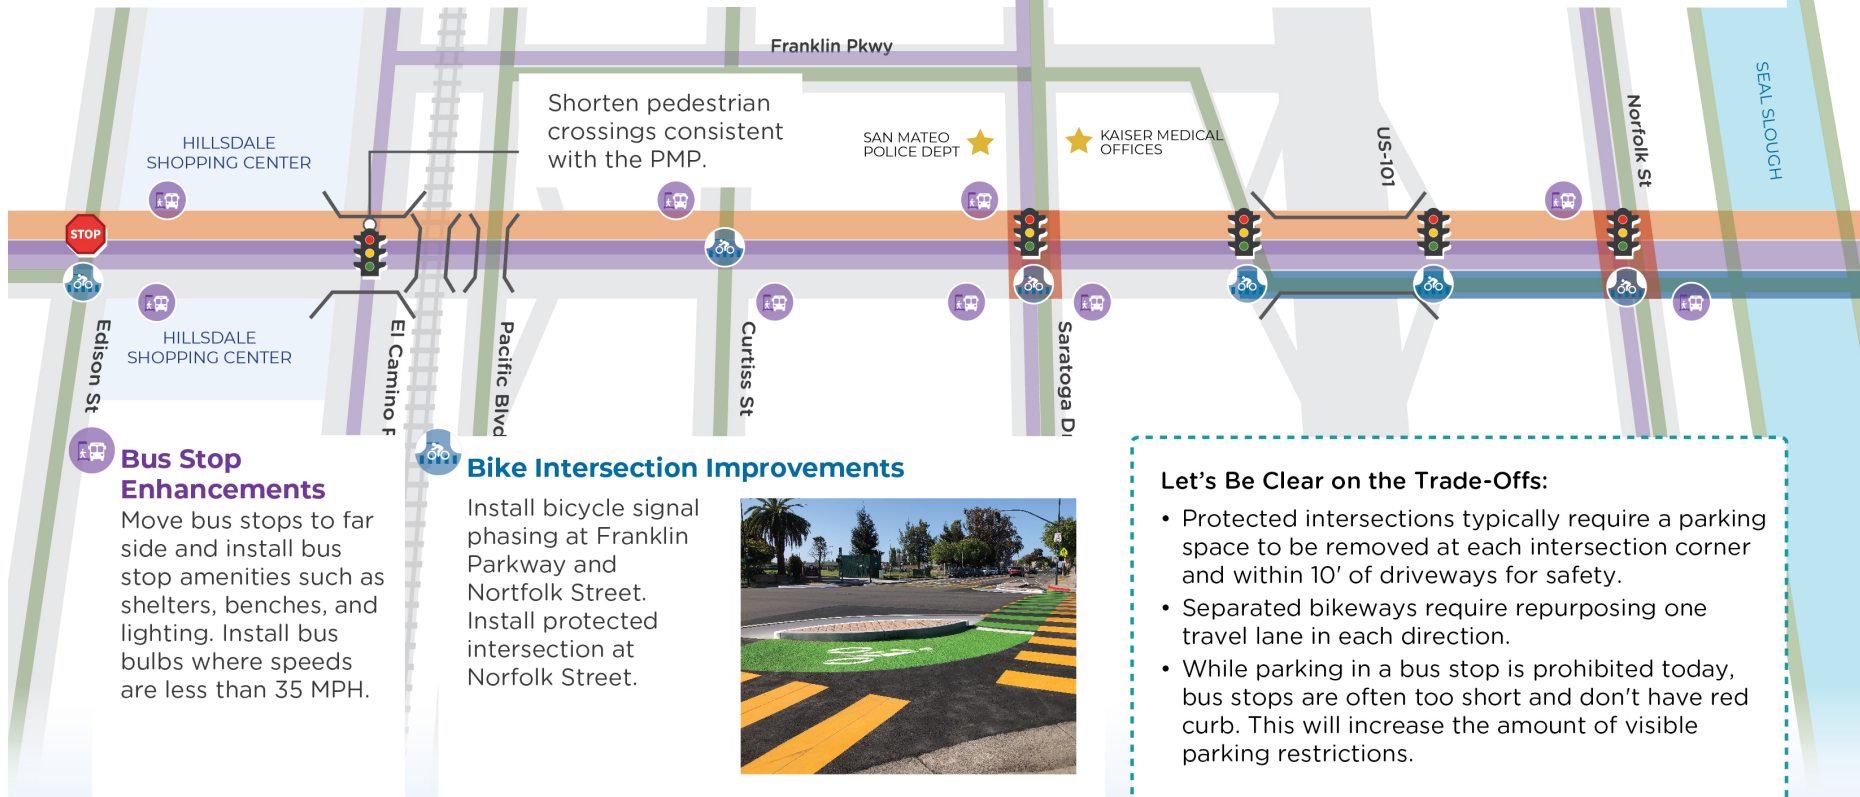 Franklin Pkwy
Shorten pedestrian
crossings consistent
with the PMP.
HILLSDALE
SHOPPING CENTER
SAN MATEO
POLICE DEPT
KAISER MEDICAL
OFFICES
US-101
Norfolk St
SEAL SLOUGH
STOP
HILLSDALE
SHOPPING CENTER
Edison St
El Camino
Pacific Blvd
Curtiss St
Saratoga D
Bus Stop
Enhancements
Move bus stops to far
side and install bus
stop amenities such as
shelters, benches, and
lighting. Install bus
bulbs where speeds
are less than 35 MPH.
Bike Intersection Improvements
Install bicycle signal
phasing at Franklin
Parkway and
Nortfolk Street.
Install protected
intersection at
Norfolk Street.
Let's Be Clear on the Trade-Offs:
• Protected intersections typically require a parking
space to be removed at each intersection corner
and within 10' of driveways for safety.
• Separated bikeways require repurposing one
travel lane in each direction.
• While parking in a bus stop is prohibited today,
bus stops are often too short and don't have red
curb. This will increase the amount of visible
parking restrictions.